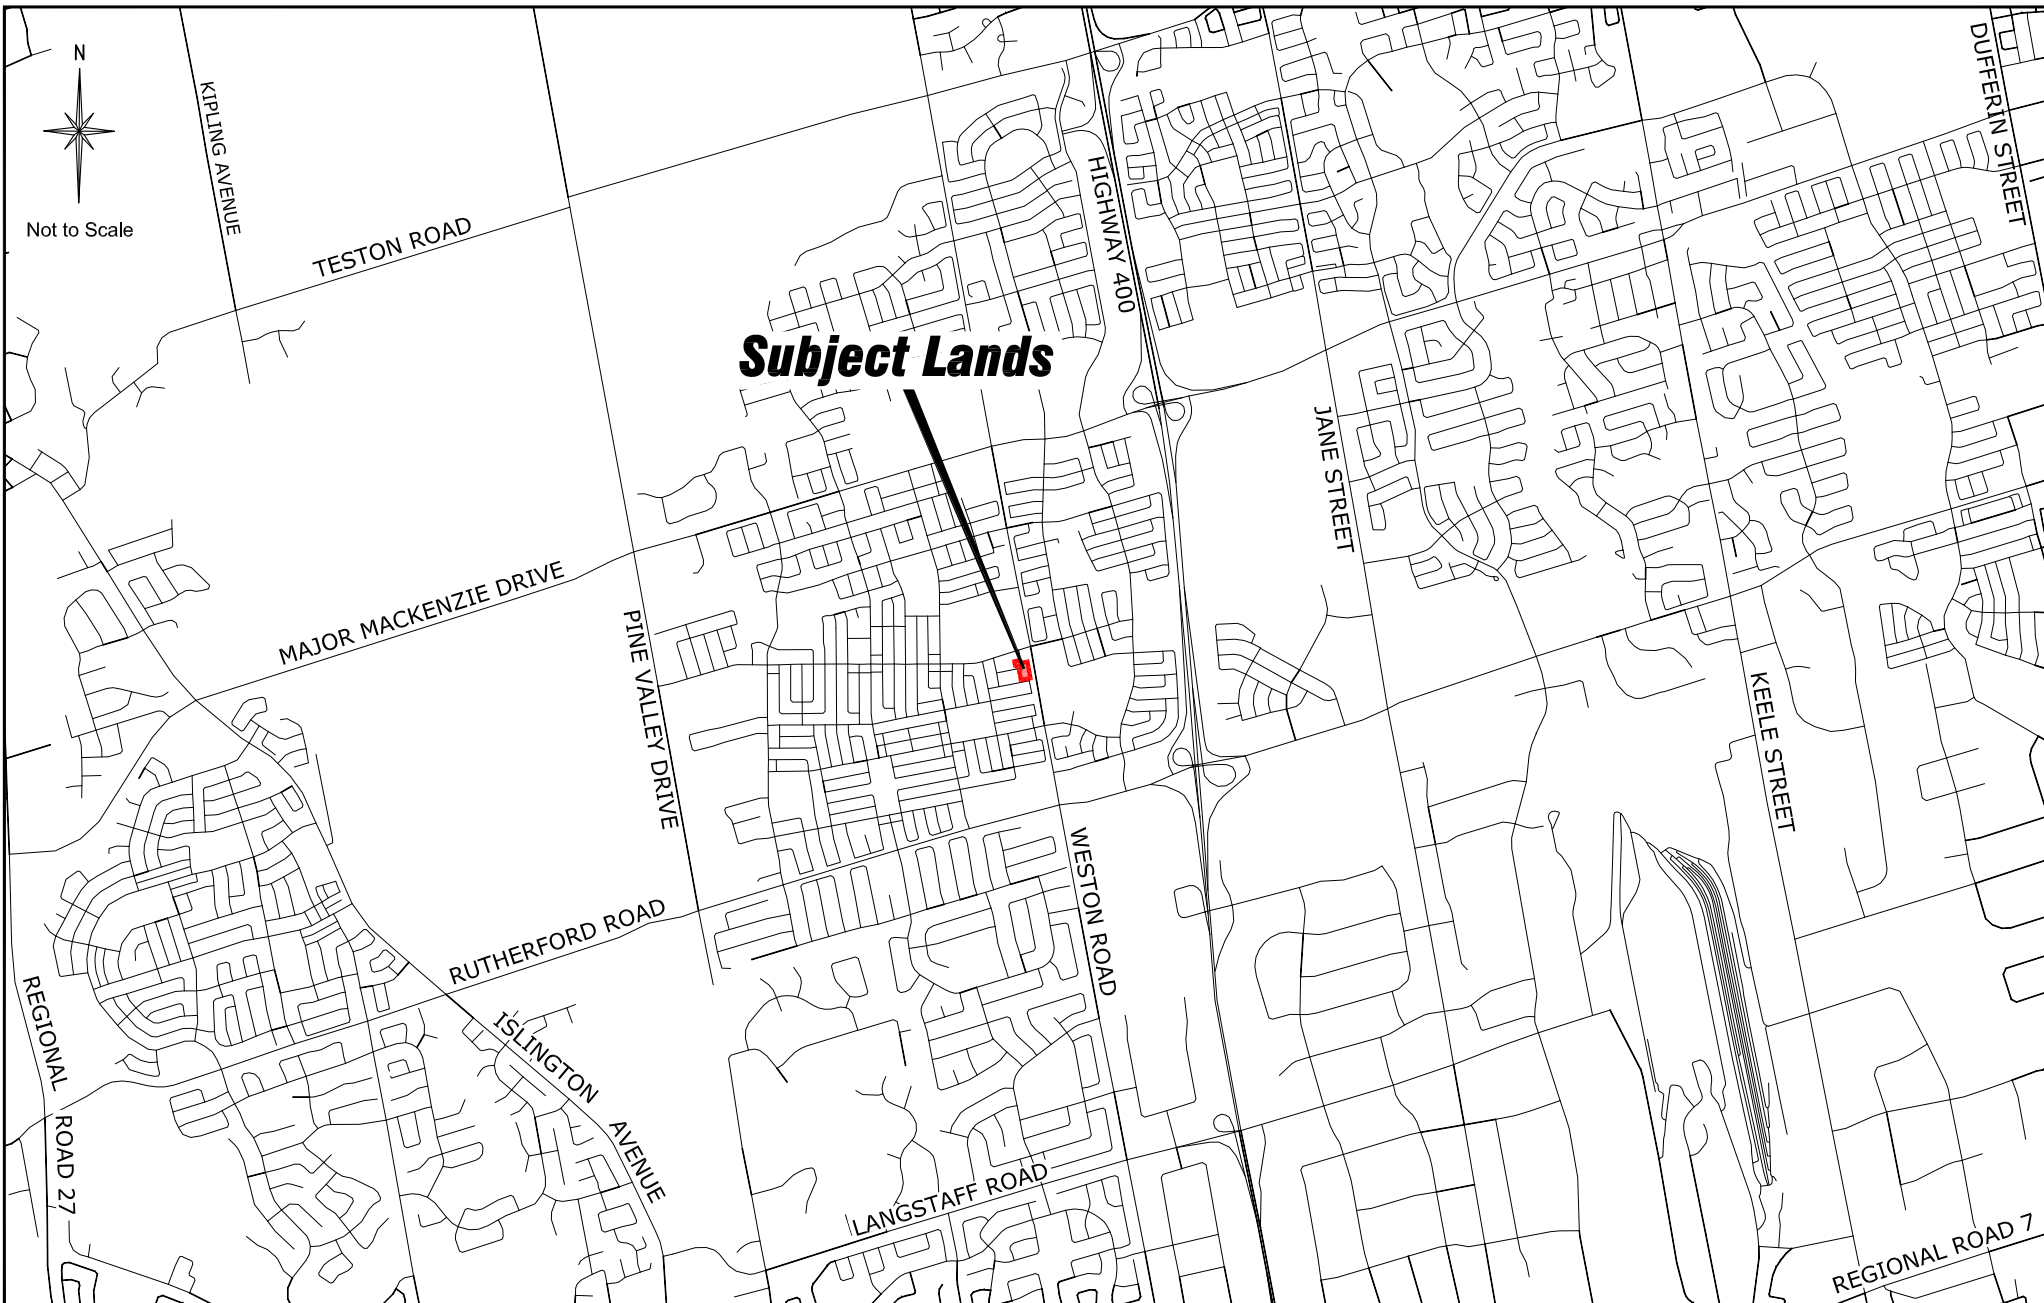 N
Not to Scale
KIPLING AVENUE
TESTON ROAD
HIGHWAY 400
DUFFERIN STREET
Subject Lands
JANE STREET
MAJOR MACKENZIE DRIVE
PINE VALLEY DRIVE
KEELE STREET
WESTON ROAD
RUTHERFORD ROAD
REGIONAL ROAD 27
ISLINGTON AVENUE
LANGSTAFF ROAD
REGIONAL ROAD 7